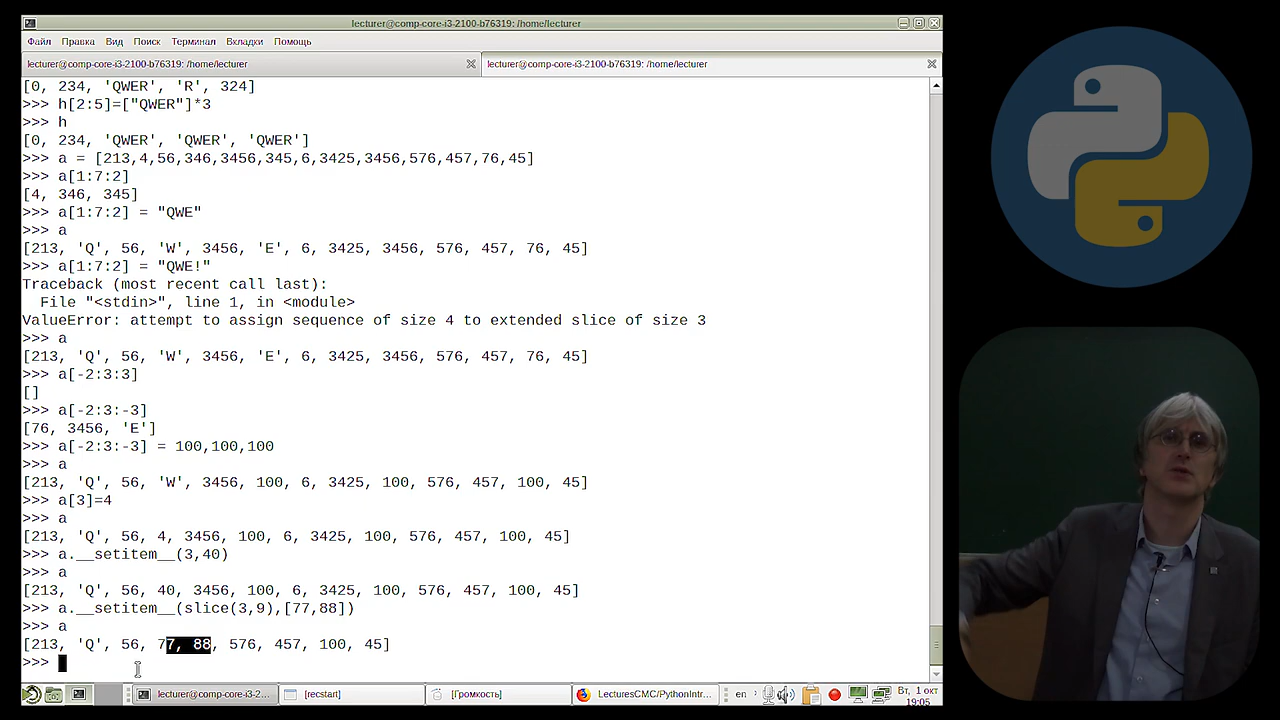 lecturer@comp-core-i3-2100-b76319: /home/lecturer
Файл Правка Вид Поиск Терминал Вкладки Помощь
lecturer@comp-core-i3-2100-b76319: /home/lecturer lecturer@comp-core-i3-2100-b76319: /home/lecturer
[0, 234, 'QWER', 'R', 324]
>>> h[2:5]=["QWER"]*3
>>> h
[0, 234, 'QWER', 'QWER', 'QWER']
>>> a = [213,4,56,346,3456,345,6,3425,3456,576,457,76,45]
>>> a[1:7:2]
[4, 346, 345]
>>> a[1:7:2] = "QWE"
>>> a
[213, 'Q', 56, 'W', 3456, 'E', 6, 3425, 3456, 576, 457, 76, 45]
>>> a[1:7:2] = "QWE!"
Traceback (most recent call last):
  File "<stdin>", line 1, in <module>
ValueError: attempt to assign sequence of size 4 to extended slice of size 3
>>> a
[213, 'Q', 56, 'W', 3456, 'E', 6, 3425, 3456, 576, 457, 76, 45]
>>> a[-2:3:3]
[]
>>> a[-2:3:-3]
[76, 3456, 'E']
>>> a[-2:3:-3] = 100,100,100
>>> a
[213, 'Q', 56, 'W', 3456, 100, 6, 3425, 100, 576, 457, 100, 45]
>>> a[3]=4
>>> a
[213, 'Q', 56, 4, 3456, 100, 6, 3425, 100, 576, 457, 100, 45]
>>> a.__setitem__(3,40)
>>> a
[213, 'Q', 56, 40, 3456, 100, 6, 3425, 100, 576, 457, 100, 45]
>>> a.__setitem__(slice(3,9),[77,88])
>>> a
[213, 'Q', 56, 77, 88, 576, 457, 100, 45]
>>>
lecturer@comp-core-i3-2... [recstart] [Громкость] LecturesCMC/PythonIntr... en Вт, 1 окт
19:05